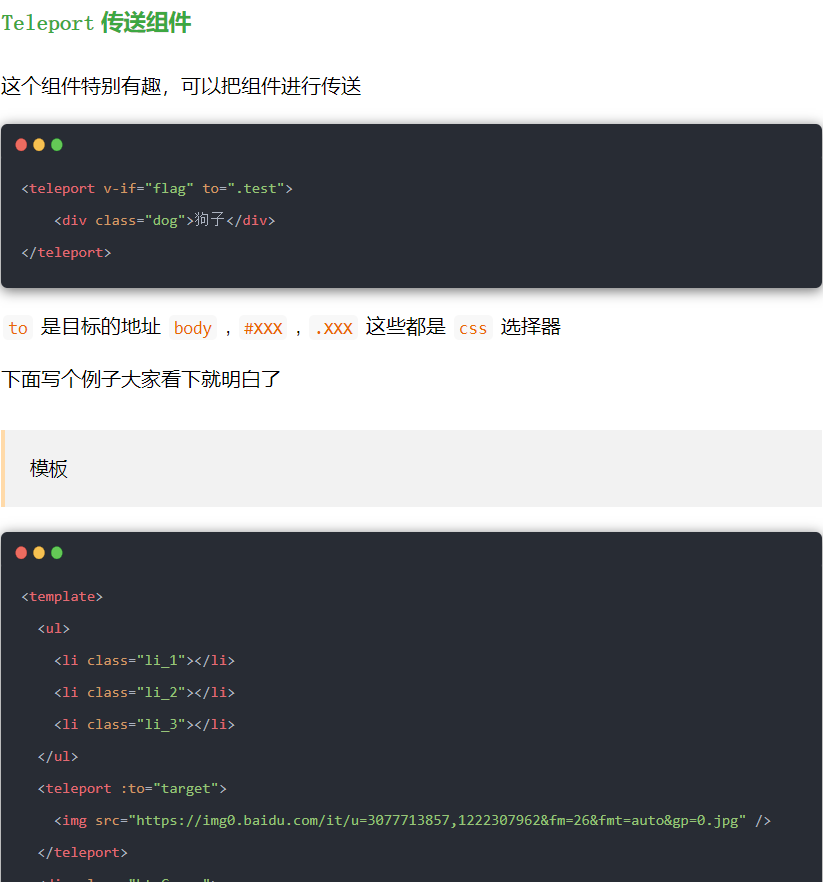 Teleport 传送组件
这个组件特别有趣，可以把组件进行传送
<teleport v-if="flag" to=".test">
    <div class="dog">狗子</div>
</teleport>
to 是目标的地址 body , #XXX , .XXX 这些都是 css 选择器
下面写个例子大家看下就明白了
模板
<template>
  <ul>
    <li class="li_1"></li>
    <li class="li_2"></li>
    <li class="li_3"></li>
  </ul>
  <teleport :to="target">
    <img src="https://img0.baidu.com/it/u=3077713857,1222307962&fm=26&fmt=auto&gp=0.jpg" />
  </teleport>